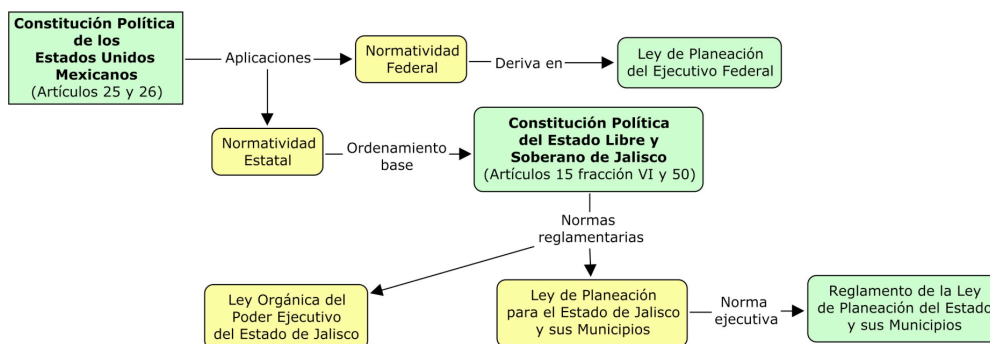 Constitución Política
de los
Estados Unidos
Mexicanos
(Artículos 25 y 26)
Aplicaciones
Normatividad
Federal
Deriva en
Ley de Planeación
del Ejecutivo Federal
Normatividad
Estatal
Ordenamiento
base
Constitución Política
del Estado Libre y
Soberano de Jalisco
(Artículos 15 fracción VI y 50)
Normas
reglamentarias
Ley Orgánica del
Poder Ejecutivo
del Estado de Jalisco
Ley de Planeación
para el Estado de Jalisco
y sus Municipios
Norma
ejecutiva
Reglamento de la Ley
de Planeación del Estado
y sus Municipios